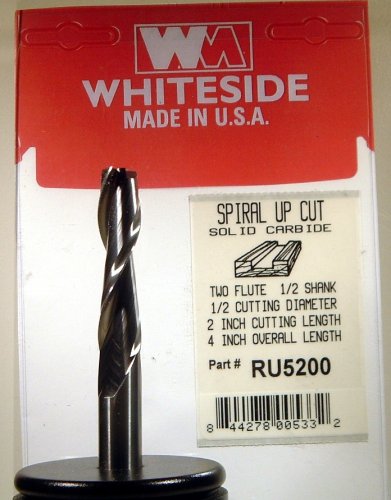 WM
WHITESIDE
MADE IN U.S.A.
SPIRAL UP CUT
SOLID CARBIDE
TWO FLUTE 1/2 SHANK
1/2 CUTTING DIAMETER
2 INCH CUTTING LENGTH
4 INCH OVERALL LENGTH
Part# RU5200
8 44278 00533 2